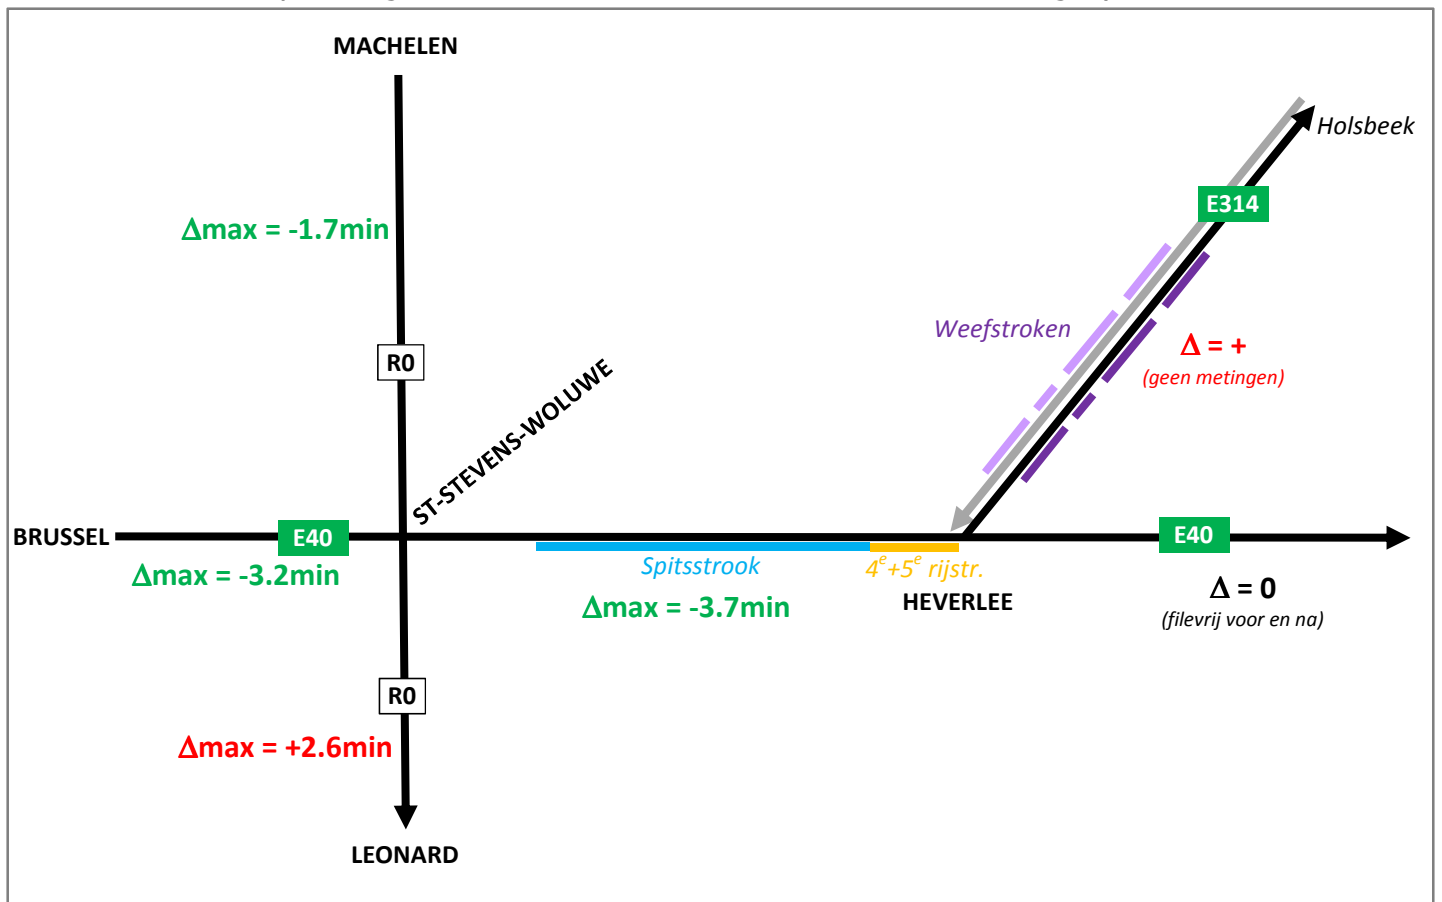 MACHELEN
Holsbeek
E314
Δmax = -1.7min
Weefstroken
Δ = +
(geen metingen)
R0
ST-STEVENS-WOLUWE
BRUSSEL
E40
E40
Δmax = -3.2min
Spitsstrook
4e+5e rijstr.
Δmax = -3.7min
HEVERLEE
Δ = 0
(filevrij voor en na)
R0
Δmax = +2.6min
LEONARD